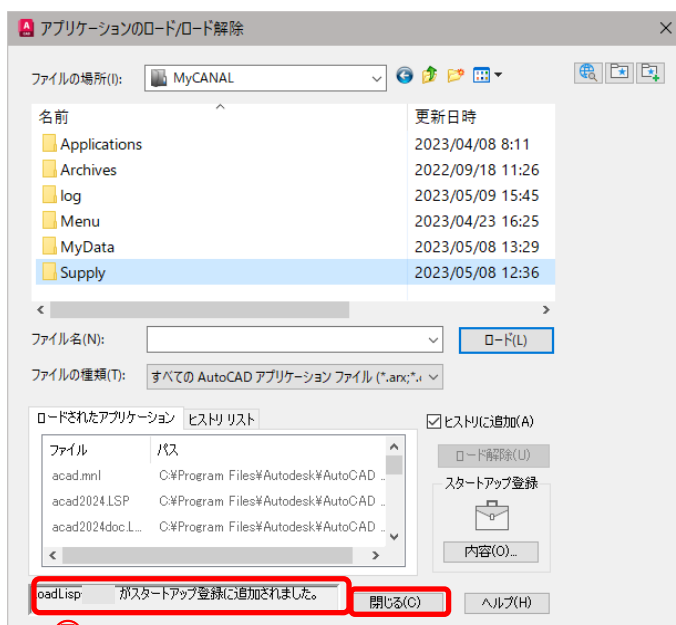 アプリケーションのロード/ロード解除
ファイルの場所(I): MyCANAL
名前 更新日時
Applications 2023/04/08 8:11
Archives 2022/09/18 11:26
log 2023/05/09 15:45
Menu 2023/04/23 16:25
MyData 2023/05/08 13:29
Supply 2023/05/08 12:36
ファイル名(N): ロード(L)
ファイルの種類(T): すべての AutoCAD アプリケーション ファイル (*.arx;*.
ロードされたアプリケーション ヒストリ リスト ヒストリに追加(A)
ファイル パス ロード解除(U)
acad.mnl C:¥Program Files¥Autodesk¥AutoCAD ...
スタートアップ登録
acad2024.LSP C:¥Program Files¥Autodesk¥AutoCAD ...
acad2024doc.L... C:¥Program Files¥Autodesk¥AutoCAD ...
内容(O)...
oadLisp がスタートアップ登録に追加されました。 閉じる(C) ヘルプ(H)